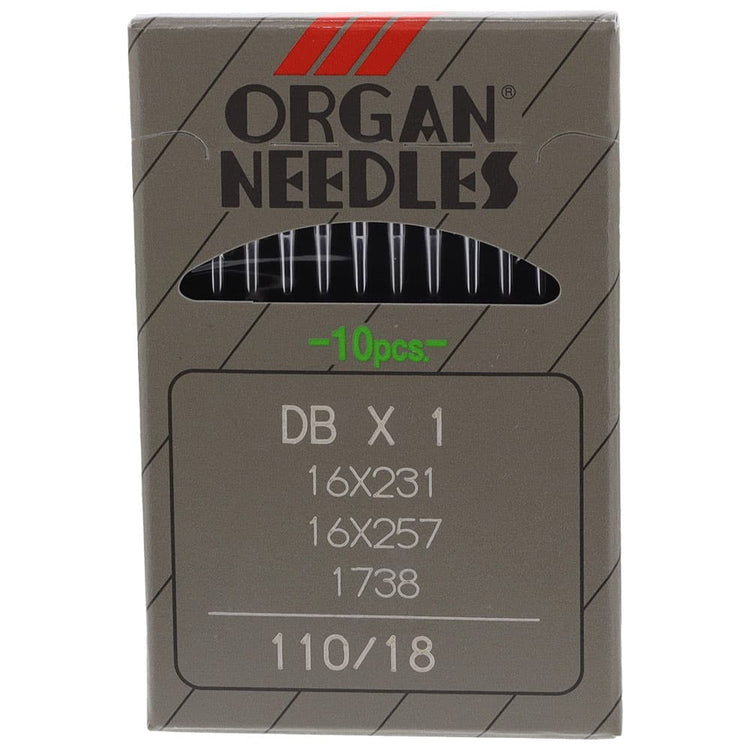 ORGAN®
NEEDLES
-10pcs.-
DB X 1
16X231
16X257
1738
110/18